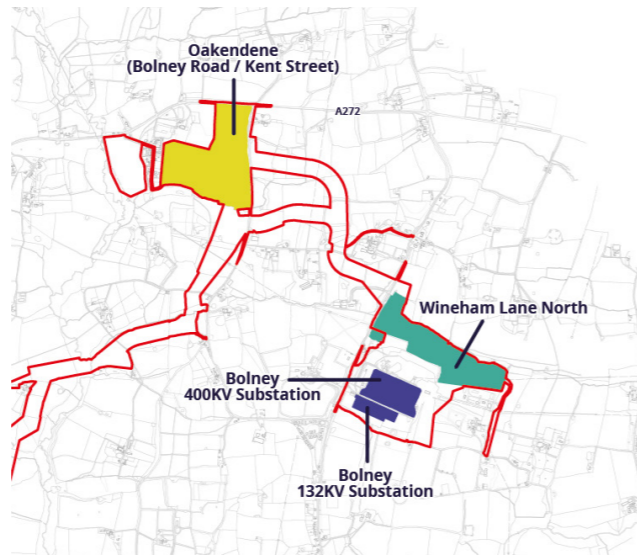 Oakendene
(Bolney Road / Kent Street)
A272
Wineham Lane North
Bolney
400KV Substation
Bolney
132KV Substation